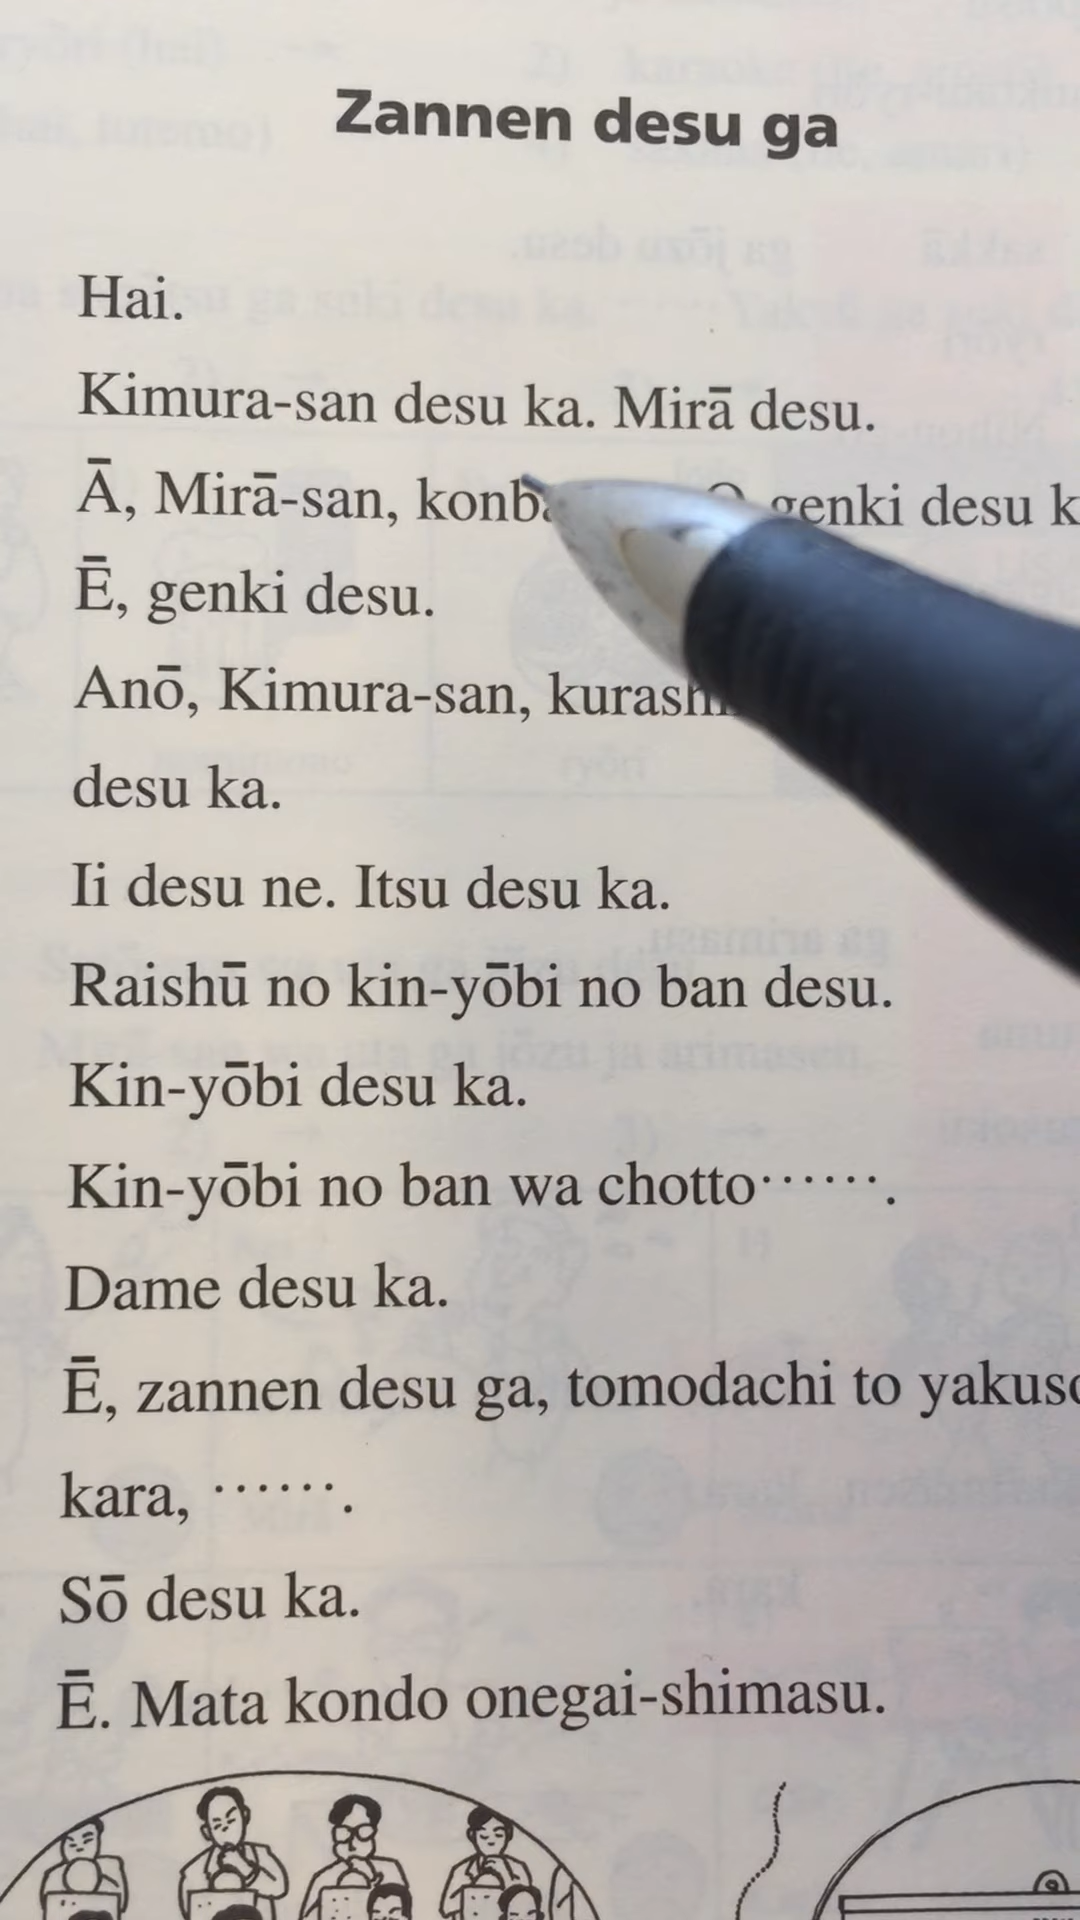 Zannen desu ga
Hai.
Kimura-san desu ka. Mirā desu.
Ā, Mirā-san, genki desu
Ē, genki desu.
Anō, Kimura-san,
desu ka.
Ii desu ne. Itsu desu ka.
Raishū no kin-yōbi no ban desu.
Kin-yōbi desu ka.
Kin-yōbi no ban wa chotto⋯⋯.
Dame desu ka.
Ē, zannen desu ga, tomodachi to
kara, ⋯⋯.
Sō desu ka.
Ē. Mata kondo onegai-shimasu.